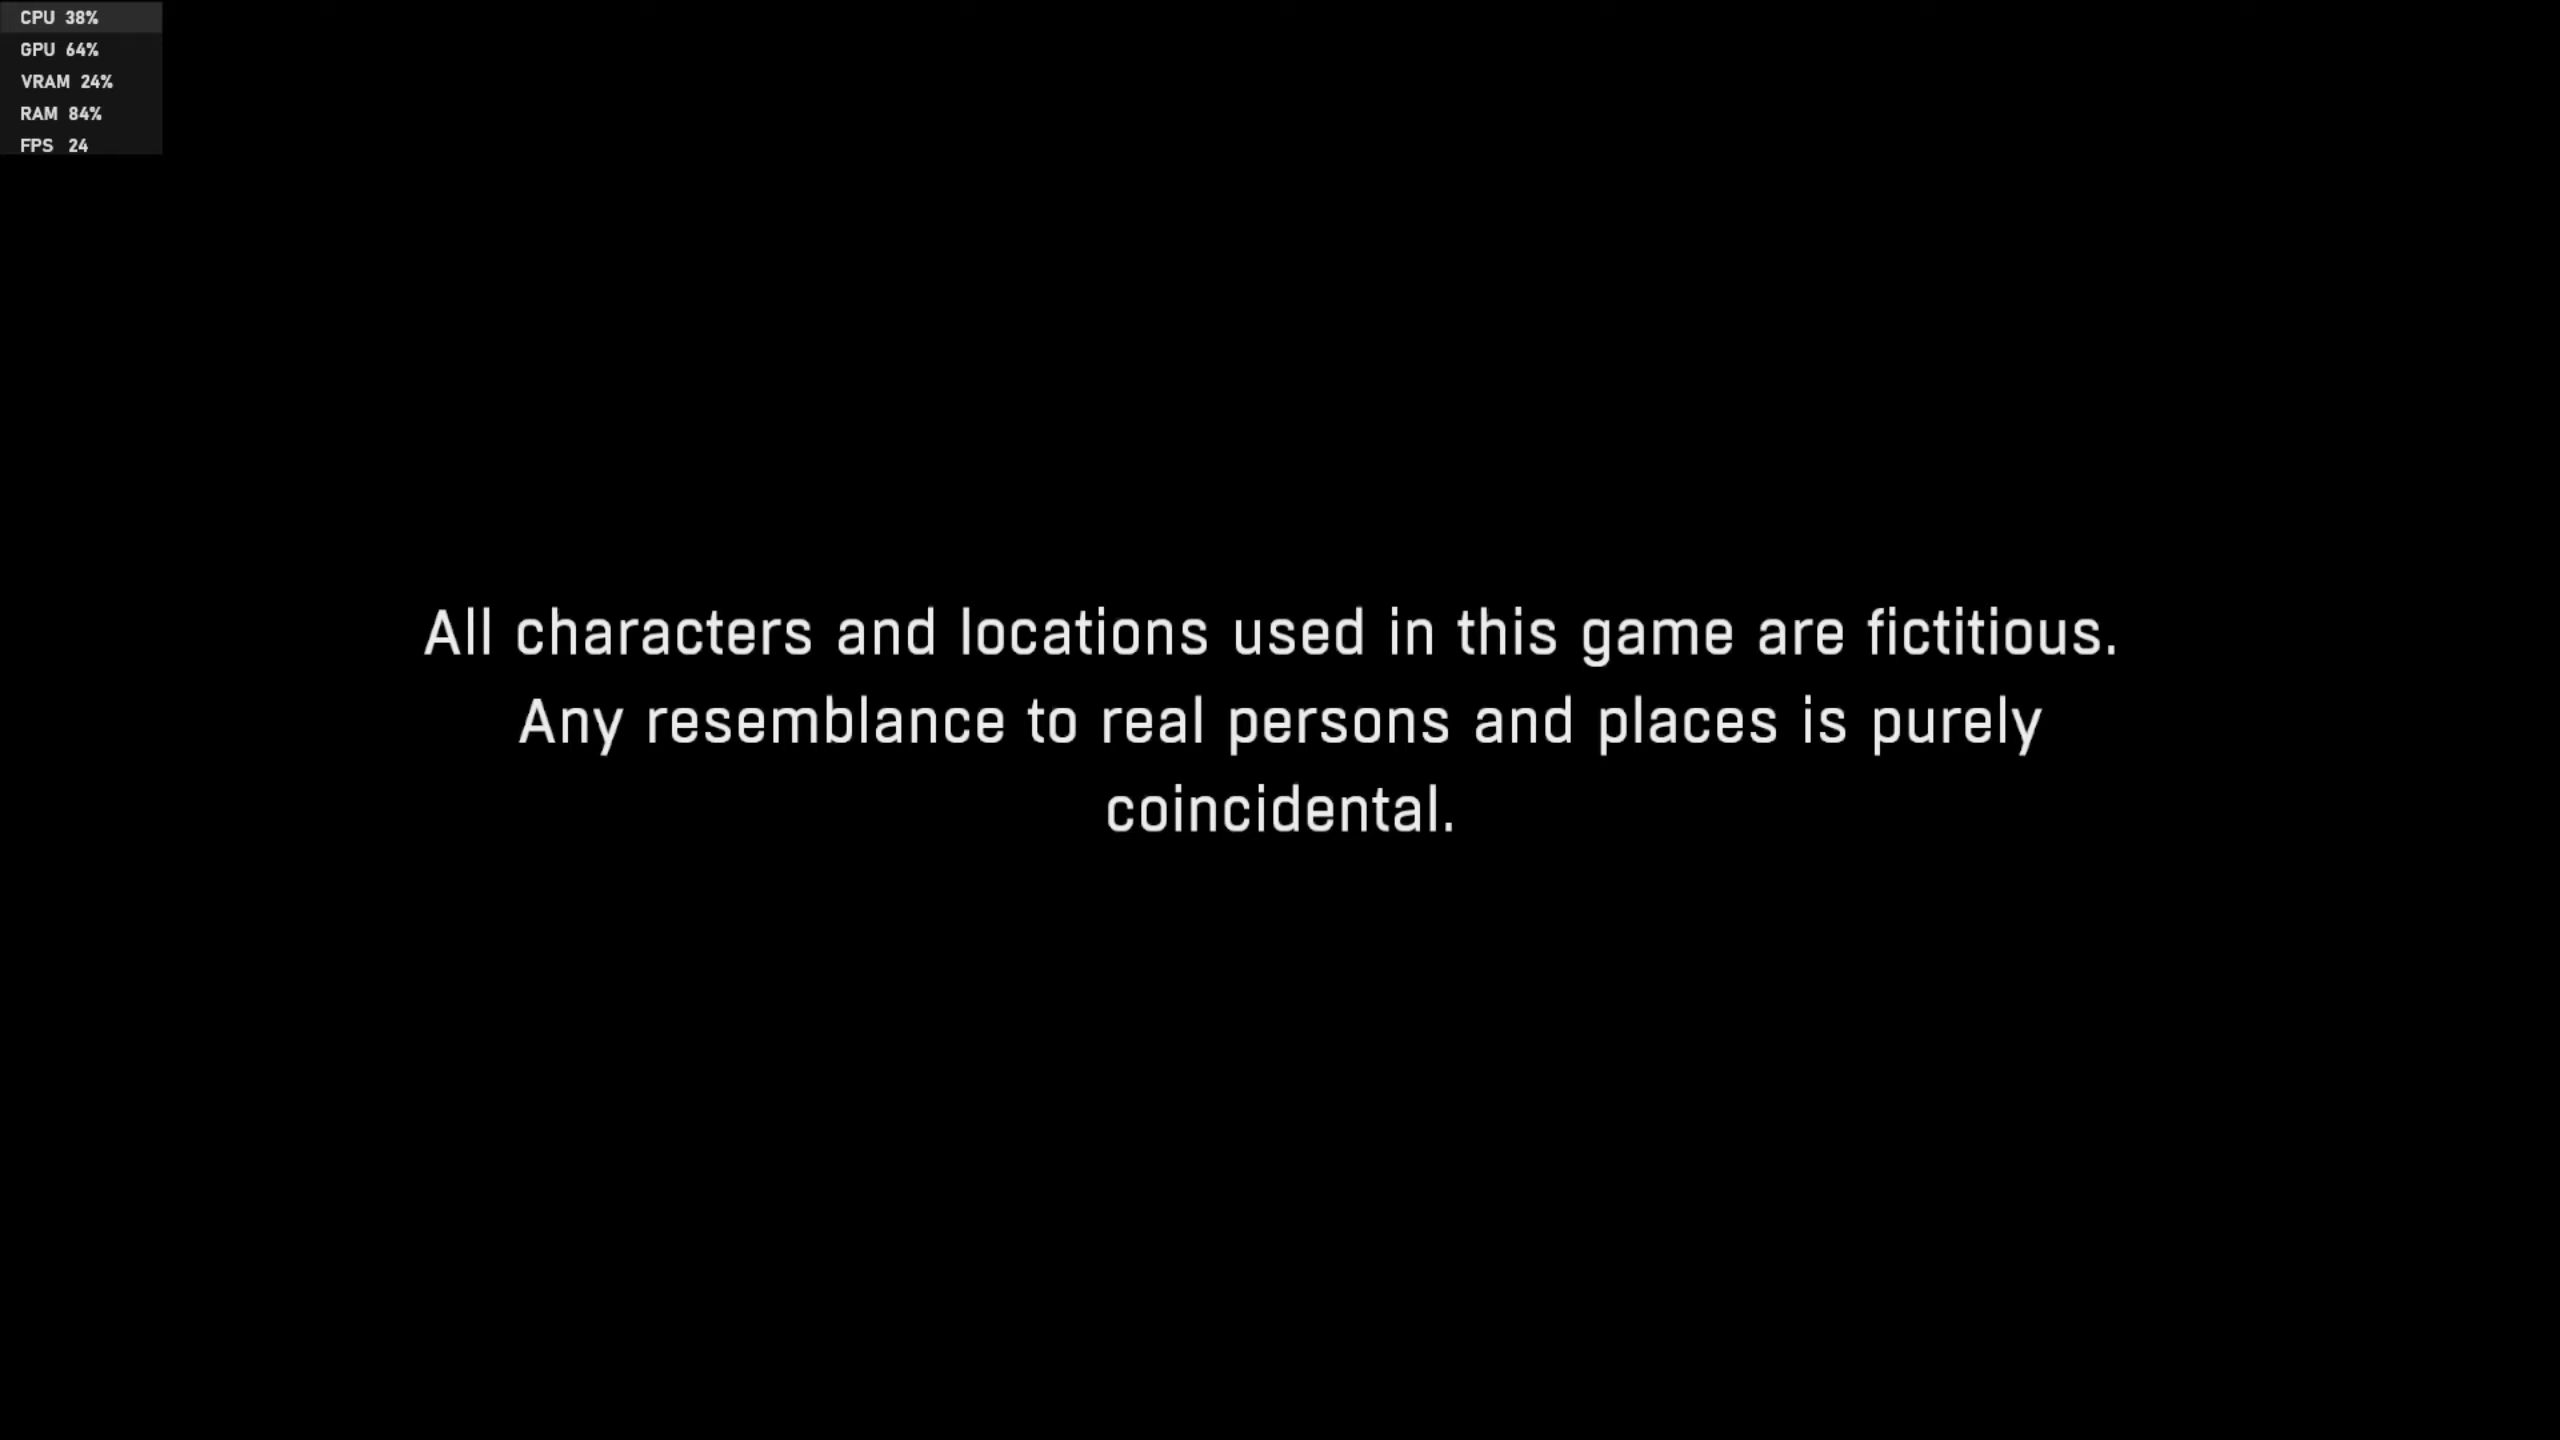 CPU 38%
GPU 64%
VRAM 24%
RAM 84%
FPS 24
All characters and locations used in this game are fictitious.
Any resemblance to real persons and places is purely
coincidental.